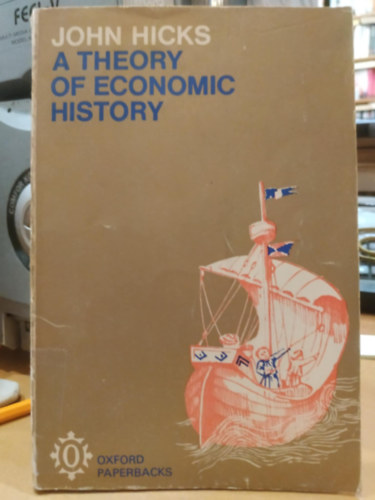 JOHN HICKS
A THEORY
OF ECONOMIC
HISTORY
OXFORD
PAPERBACKS